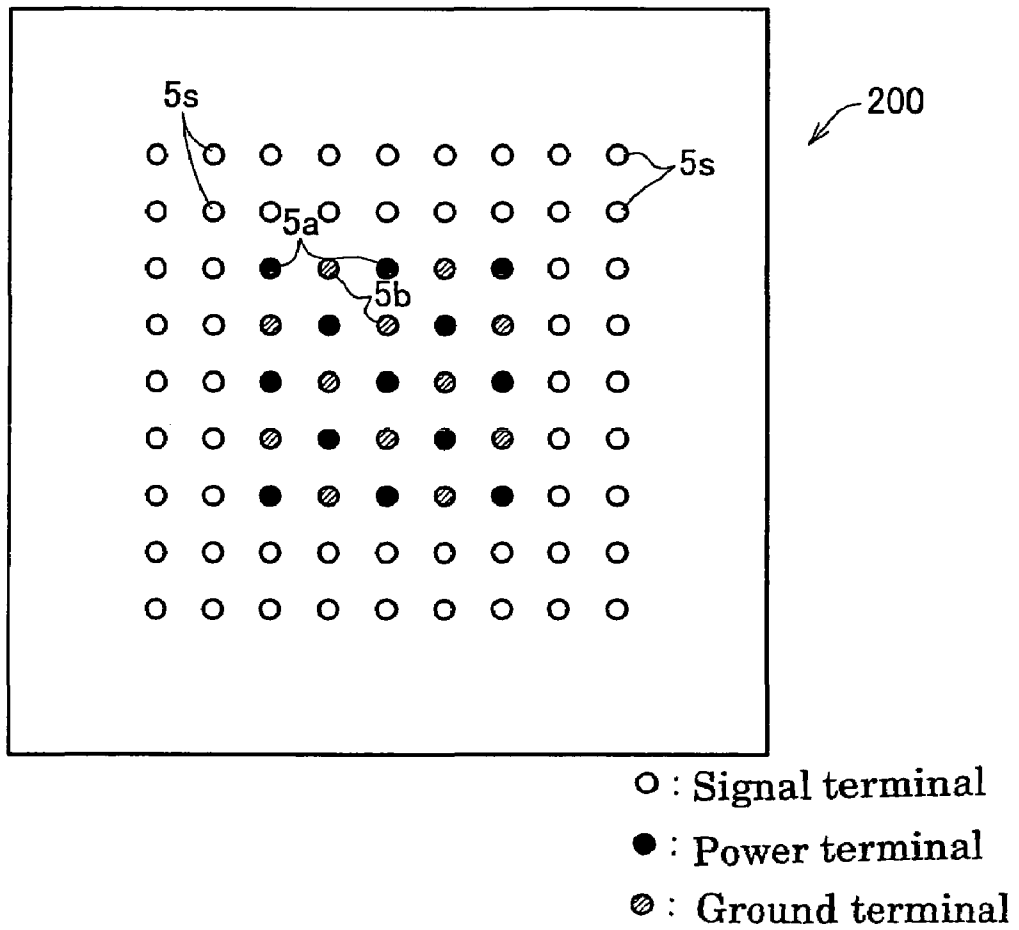 5s
200
5s
5a
5b
: Signal terminal
: Power terminal
: Ground terminal